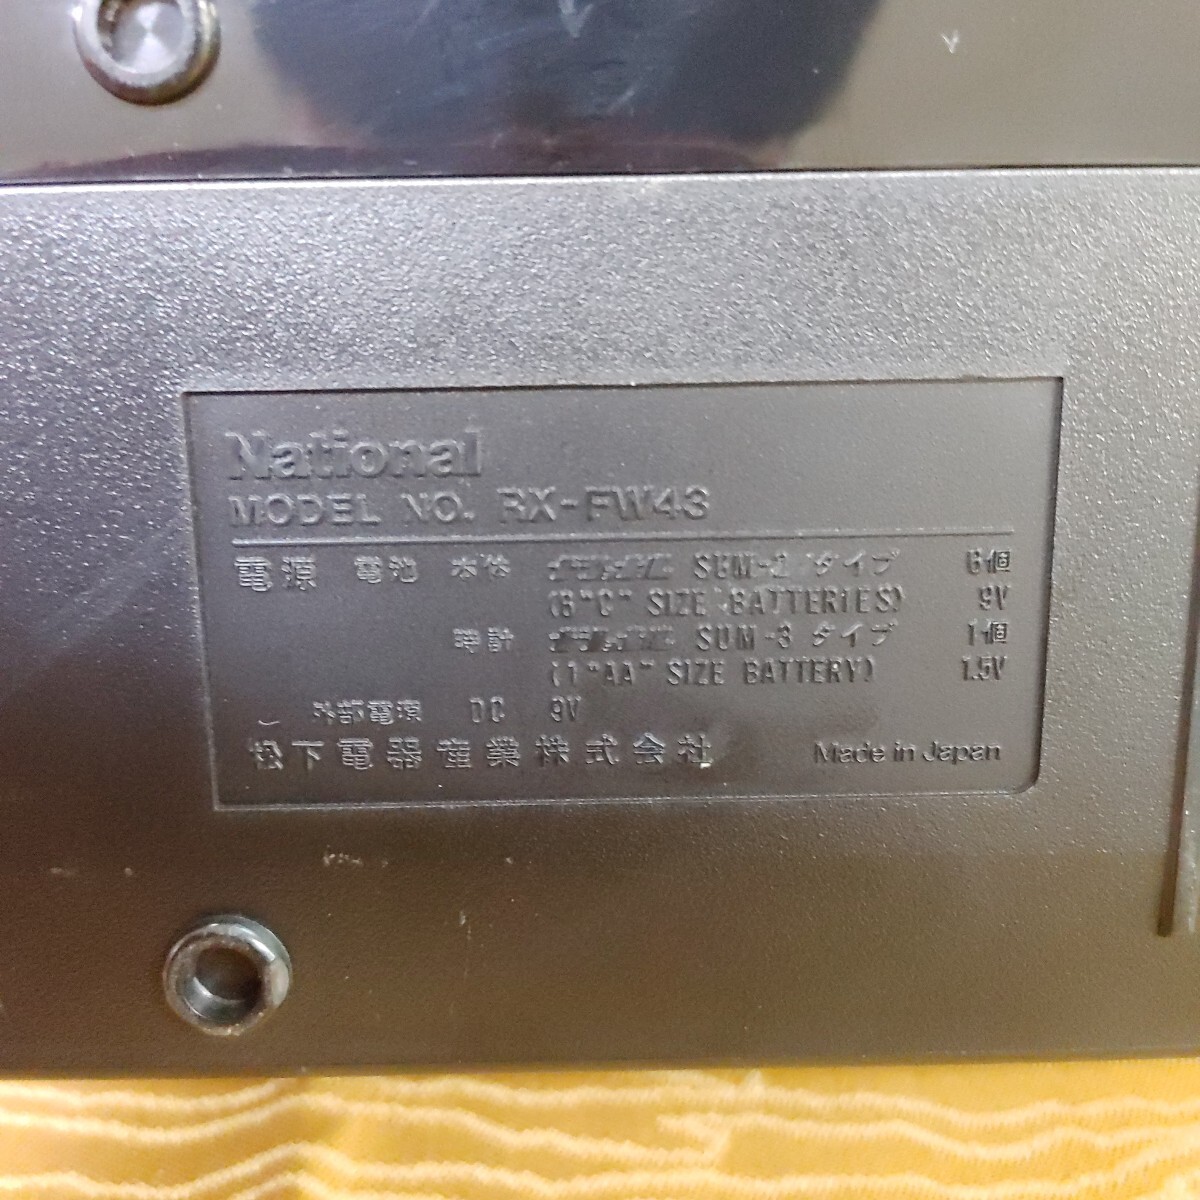 National
MODEL NO. RX-FW43
電源 電池 本体 SUM-2 タイプ 6個
(6"C" SIZE BATTERIES) 9V
時計 SUM-3 タイプ 1個
(1"AA" SIZE BATTERY) 1.5V
外部電源 DC 9V
松下電器産業株式会社 Made in Japan